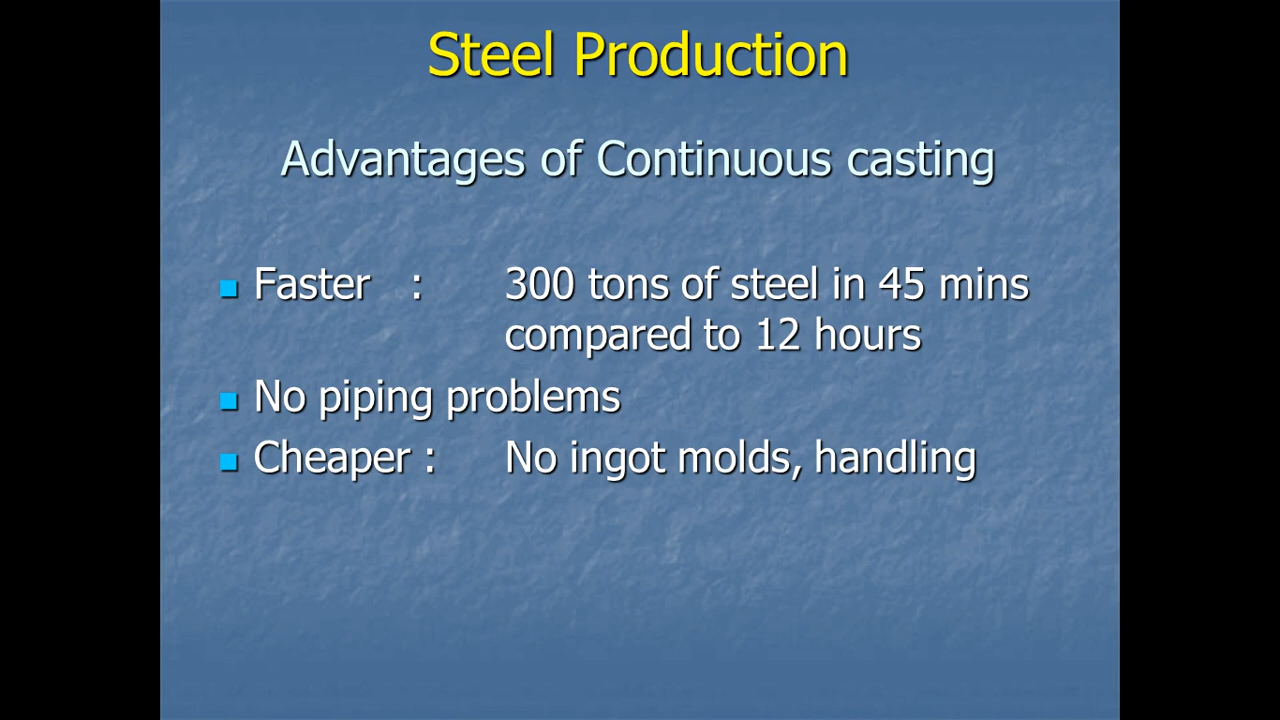 Steel Production
Advantages of Continuous casting
Faster : 300 tons of steel in 45 mins
compared to 12 hours
No piping problems
Cheaper : No ingot molds, handling